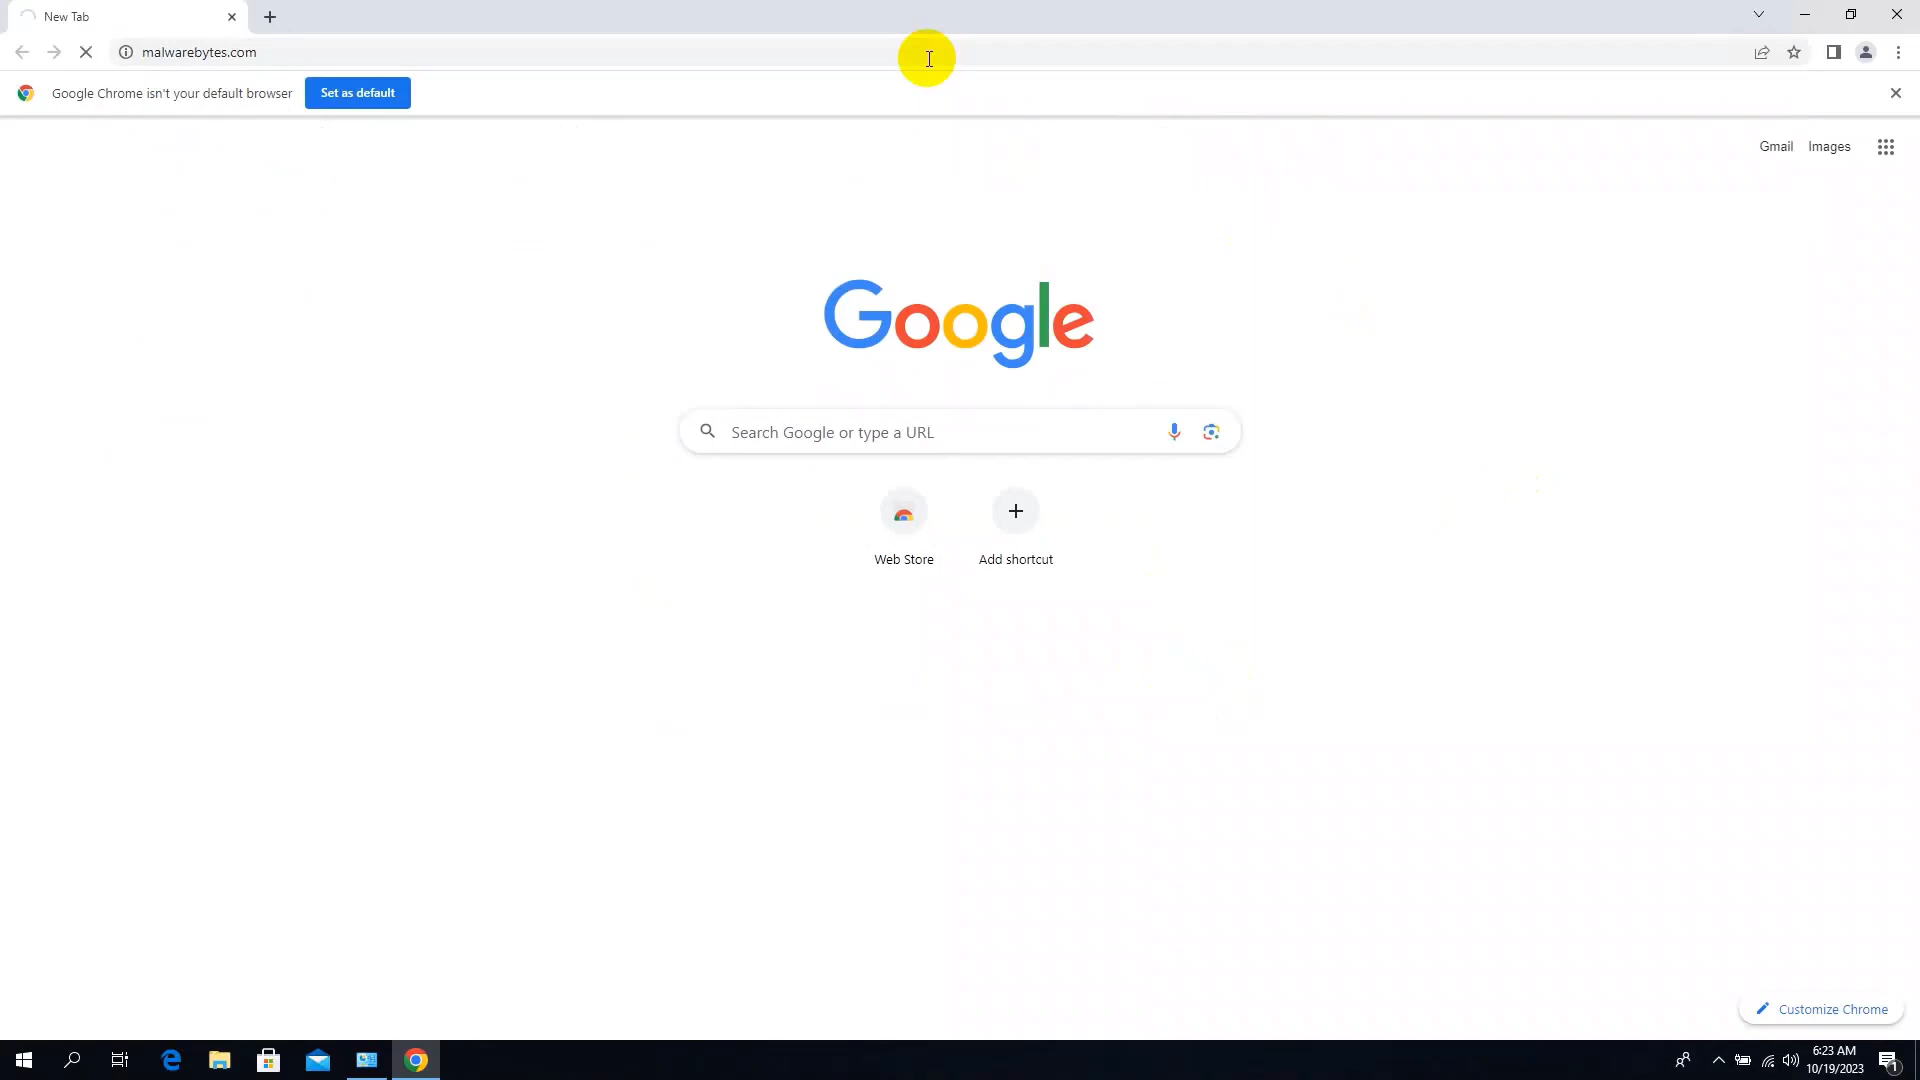 New Tab
malwarebytes.com
Google Chrome isn't your default browser
Set as default
Gmail
Images
Google
Search Google or type a URL
Web Store
Add shortcut
Customize Chrome
6:23 AM
10/19/2023
1